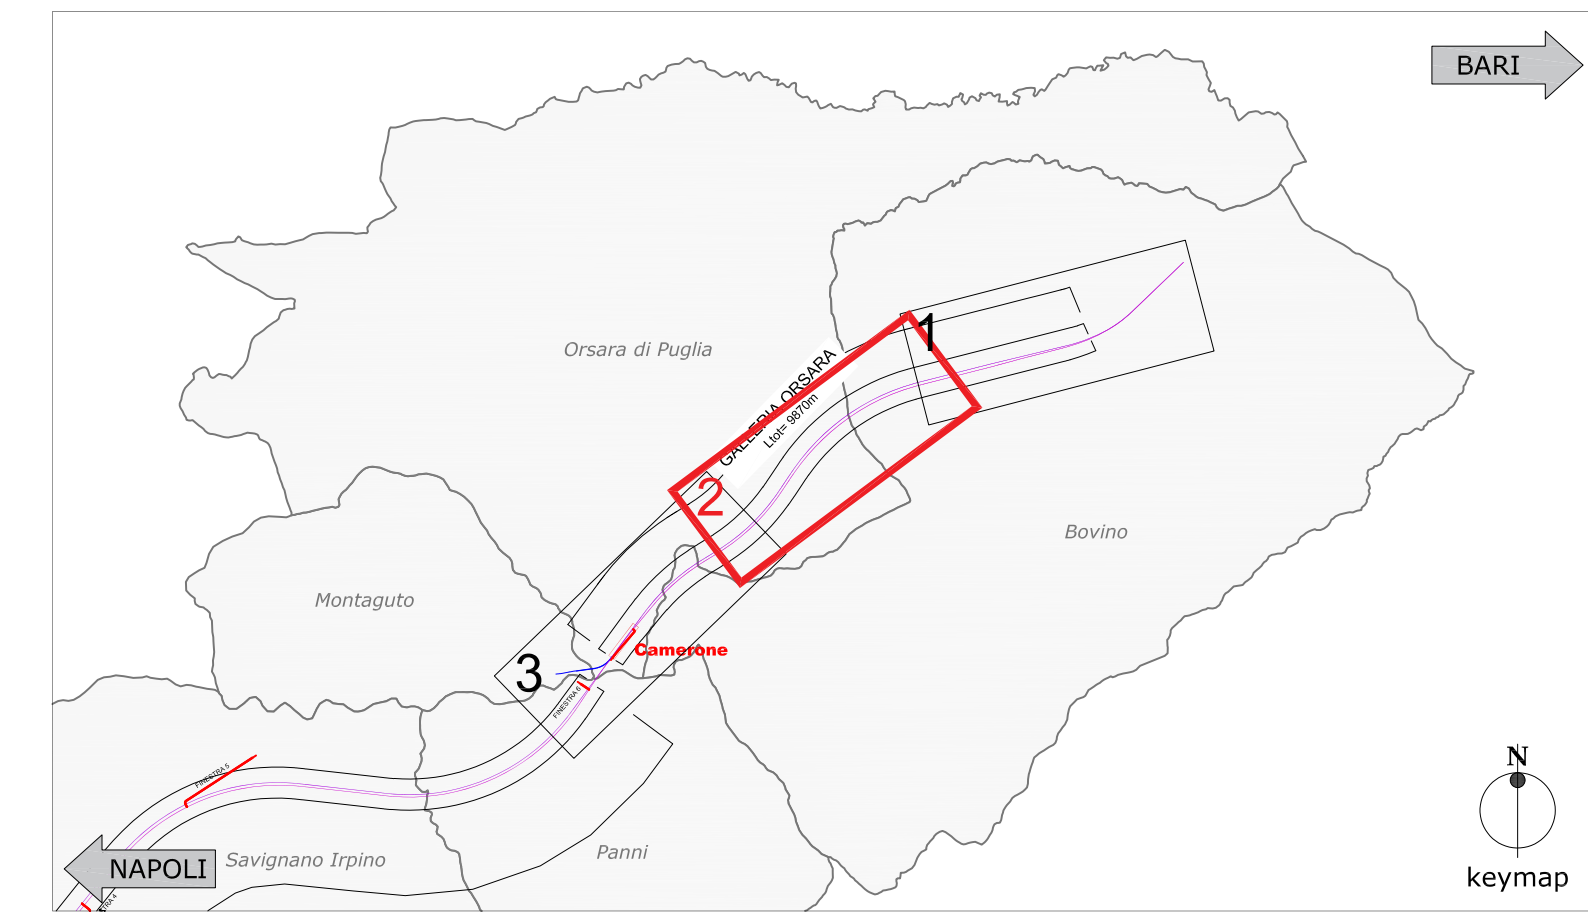 BARI
1
Orsara di Puglia
GALLERIA ORSARA
Ltot= 9870m
2
Bovino
Montaguto
Camerone
3
FINESTRA 6
FINESTRA 5
N
NAPOLI
Savignano Irpino
Panni
keymap